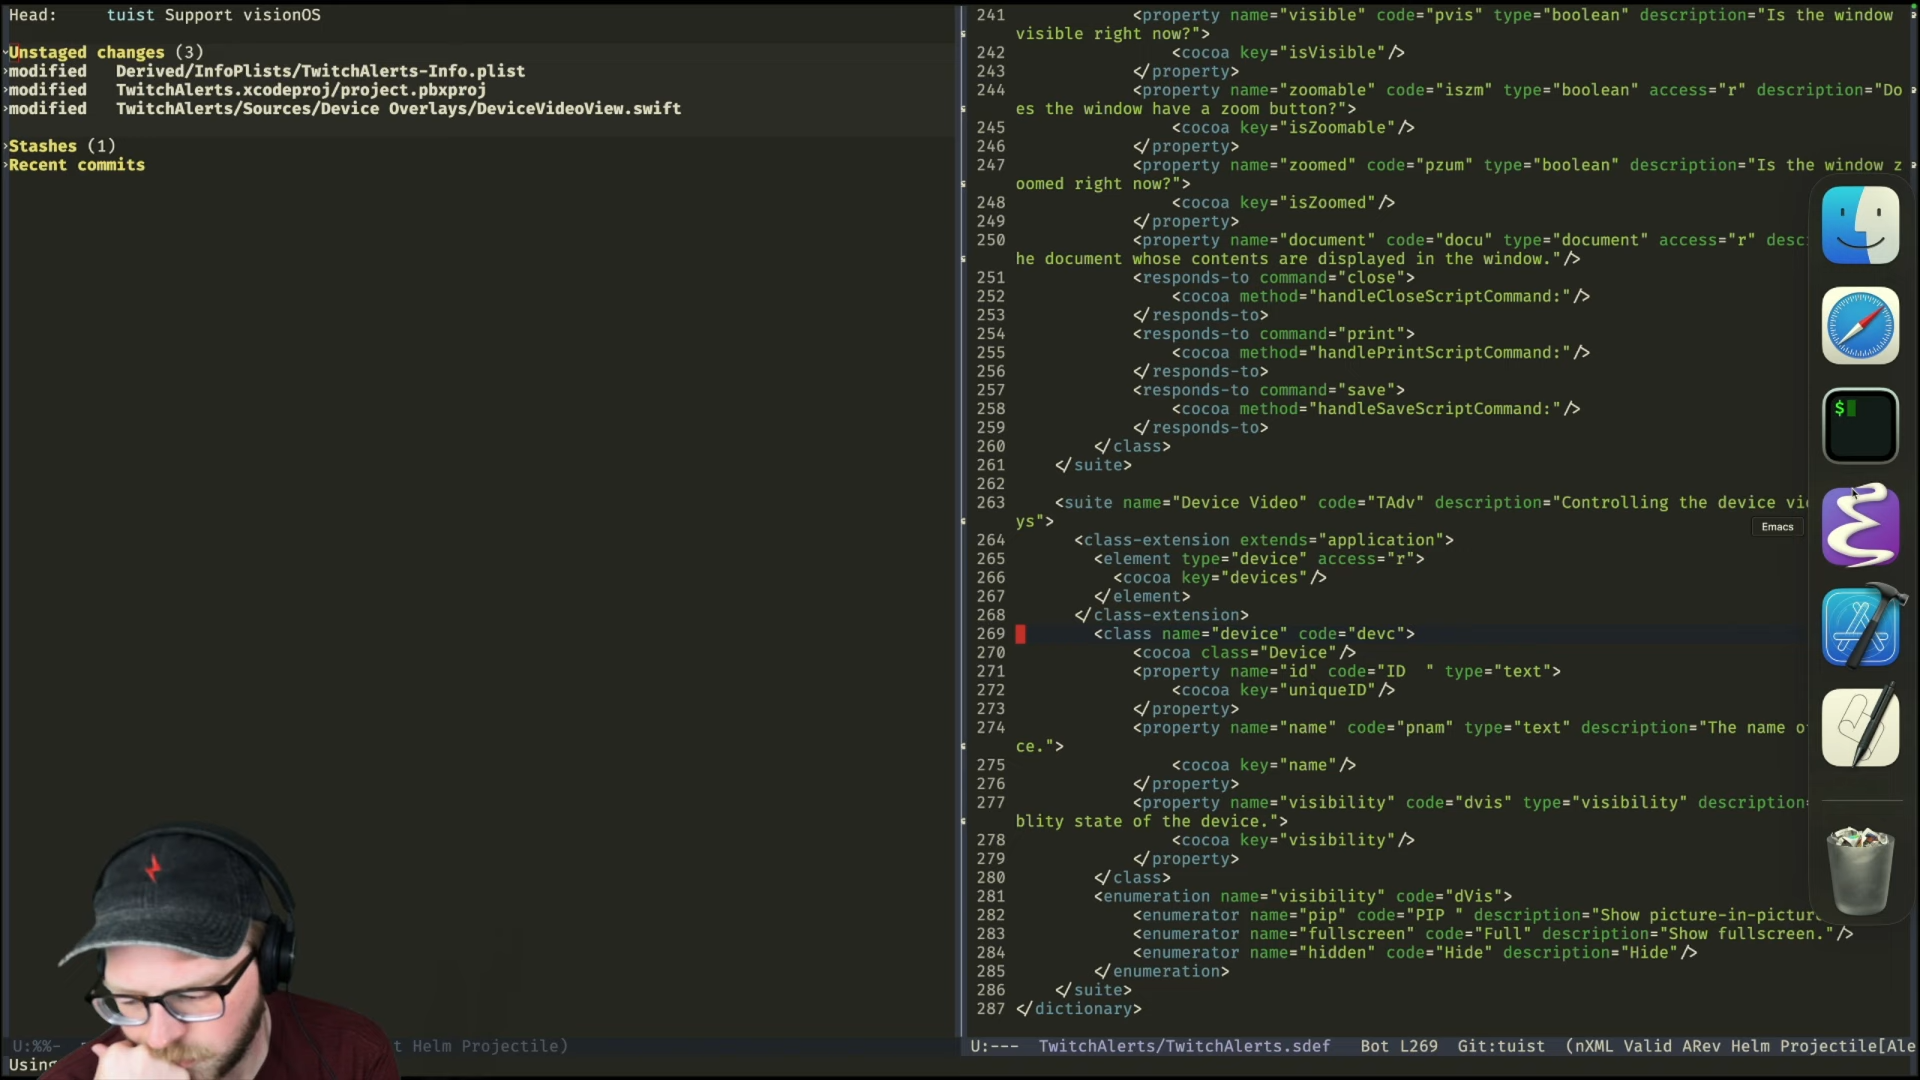 Head:     tuist Support visionOS
Unstaged changes (3)
modified   Derived/InfoPlists/TwitchAlerts-Info.plist
modified   TwitchAlerts.xcodeproj/project.pbxproj
modified   TwitchAlerts/Sources/Device Overlays/DeviceVideoView.swift
Stashes (1)
Recent commits
U:%%-
t Helm Projectile)
Using
241 <property name="visible" code="pvis" type="boolean" description="Is the window
visible right now?">
242 <cocoa key="isVisible"/>
243 </property>
244 <property name="zoomable" code="iszm" type="boolean" access="r" description="Do
es the window have a zoom button?">
245 <cocoa key="isZoomable"/>
246 </property>
247 <property name="zoomed" code="pzum" type="boolean" description="Is the window z
oomed right now?">
248 <cocoa key="isZoomed"/>
249 </property>
250 <property name="document" code="docu" type="document" access="r" desc
he document whose contents are displayed in the window."/>
251 <responds-to command="close">
252 <cocoa method="handleCloseScriptCommand:"/>
253 </responds-to>
254 <responds-to command="print">
255 <cocoa method="handlePrintScriptCommand:"/>
256 </responds-to>
257 <responds-to command="save">
258 <cocoa method="handleSaveScriptCommand:"/>
259 </responds-to>
260 </class>
261 </suite>
262
263 <suite name="Device Video" code="TAdv" description="Controlling the device vi
ys">
264 <class-extension extends="application">
265 <element type="device" access="r">
266 <cocoa key="devices"/>
267 </element>
268 </class-extension>
269 <class name="device" code="devc">
270 <cocoa class="Device"/>
271 <property name="id" code="ID  " type="text">
272 <cocoa key="uniqueID"/>
273 </property>
274 <property name="name" code="pnam" type="text" description="The name o
ce.">
275 <cocoa key="name"/>
276 </property>
277 <property name="visibility" code="dvis" type="visibility" description=
blity state of the device.">
278 <cocoa key="visibility"/>
279 </property>
280 </class>
281 <enumeration name="visibility" code="dVis">
282 <enumerator name="pip" code="PIP " description="Show picture-in-pictur
283 <enumerator name="fullscreen" code="Full" description="Show fullscreen."/>
284 <enumerator name="hidden" code="Hide" description="Hide"/>
285 </enumeration>
286 </suite>
287 </dictionary>
U:---  TwitchAlerts/TwitchAlerts.sdef   Bot L269  Git:tuist  (nXML Valid ARev Helm Projectile[Ale
$
Emacs